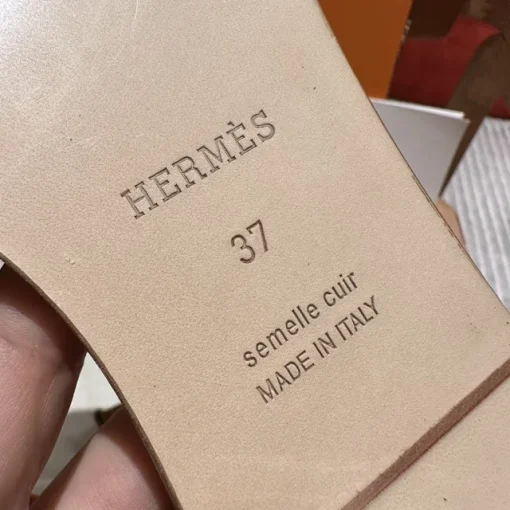 HERMÈS
37
semelle cuir
MADE IN ITALY